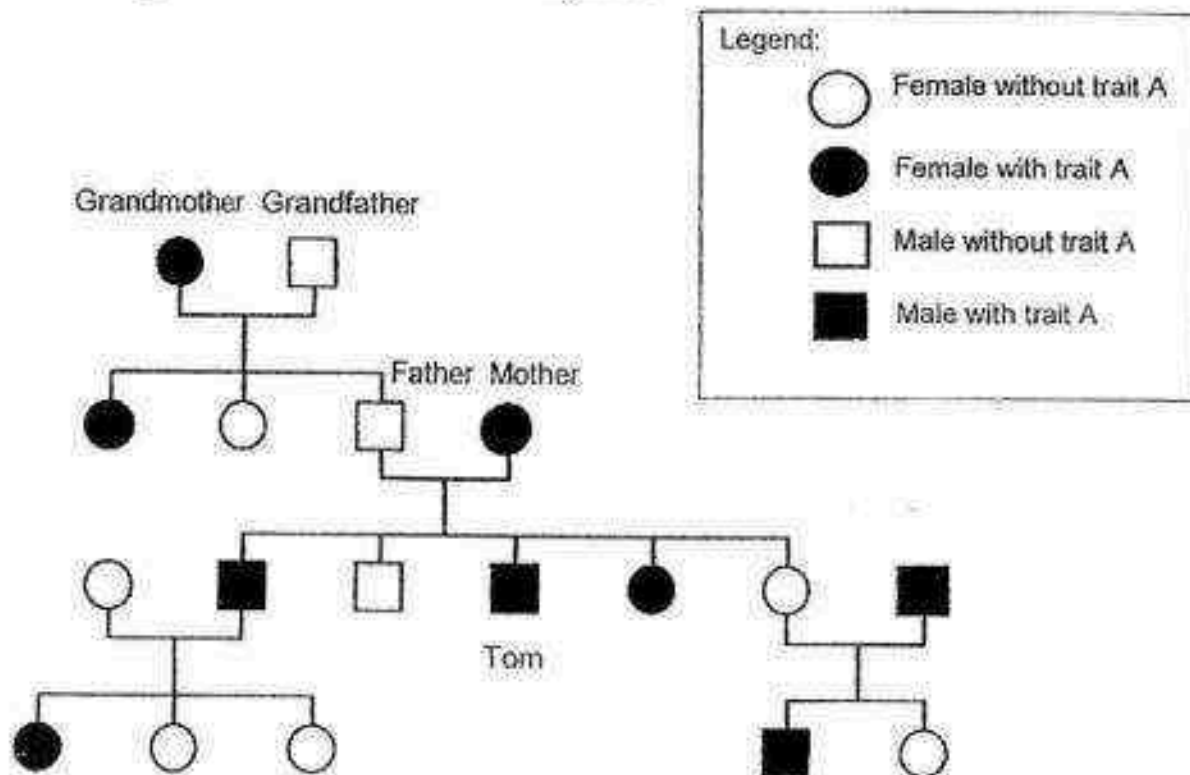 Legend:
Female without trait A
Female with trait A
Male without trait A
Male with trait A
Grandmother Grandfather
Father Mother
Tom